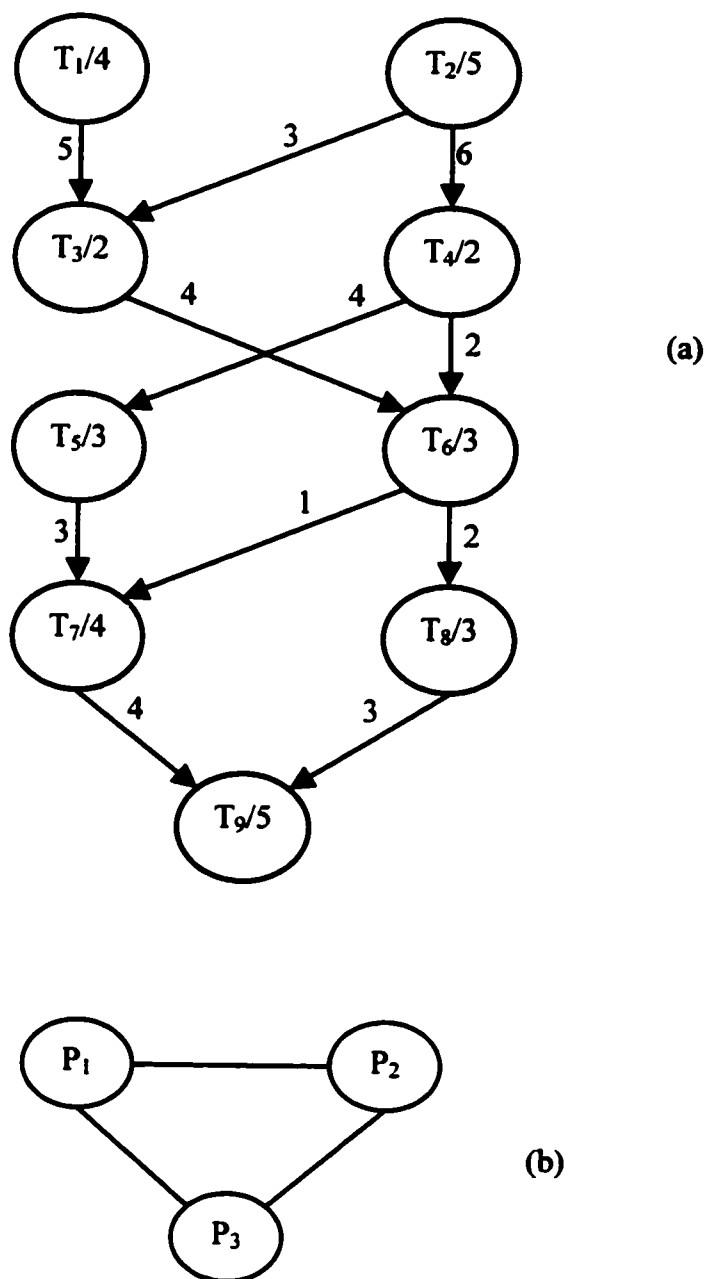 T₁/4 T₂/5
5 3 6
T₃/2 T₄/2
4 4 2
(a)
T₅/3 T₆/3
3 1 2
T₇/4 T₈/3
4 3
T₉/5
P₁ P₂
(b)
P₃